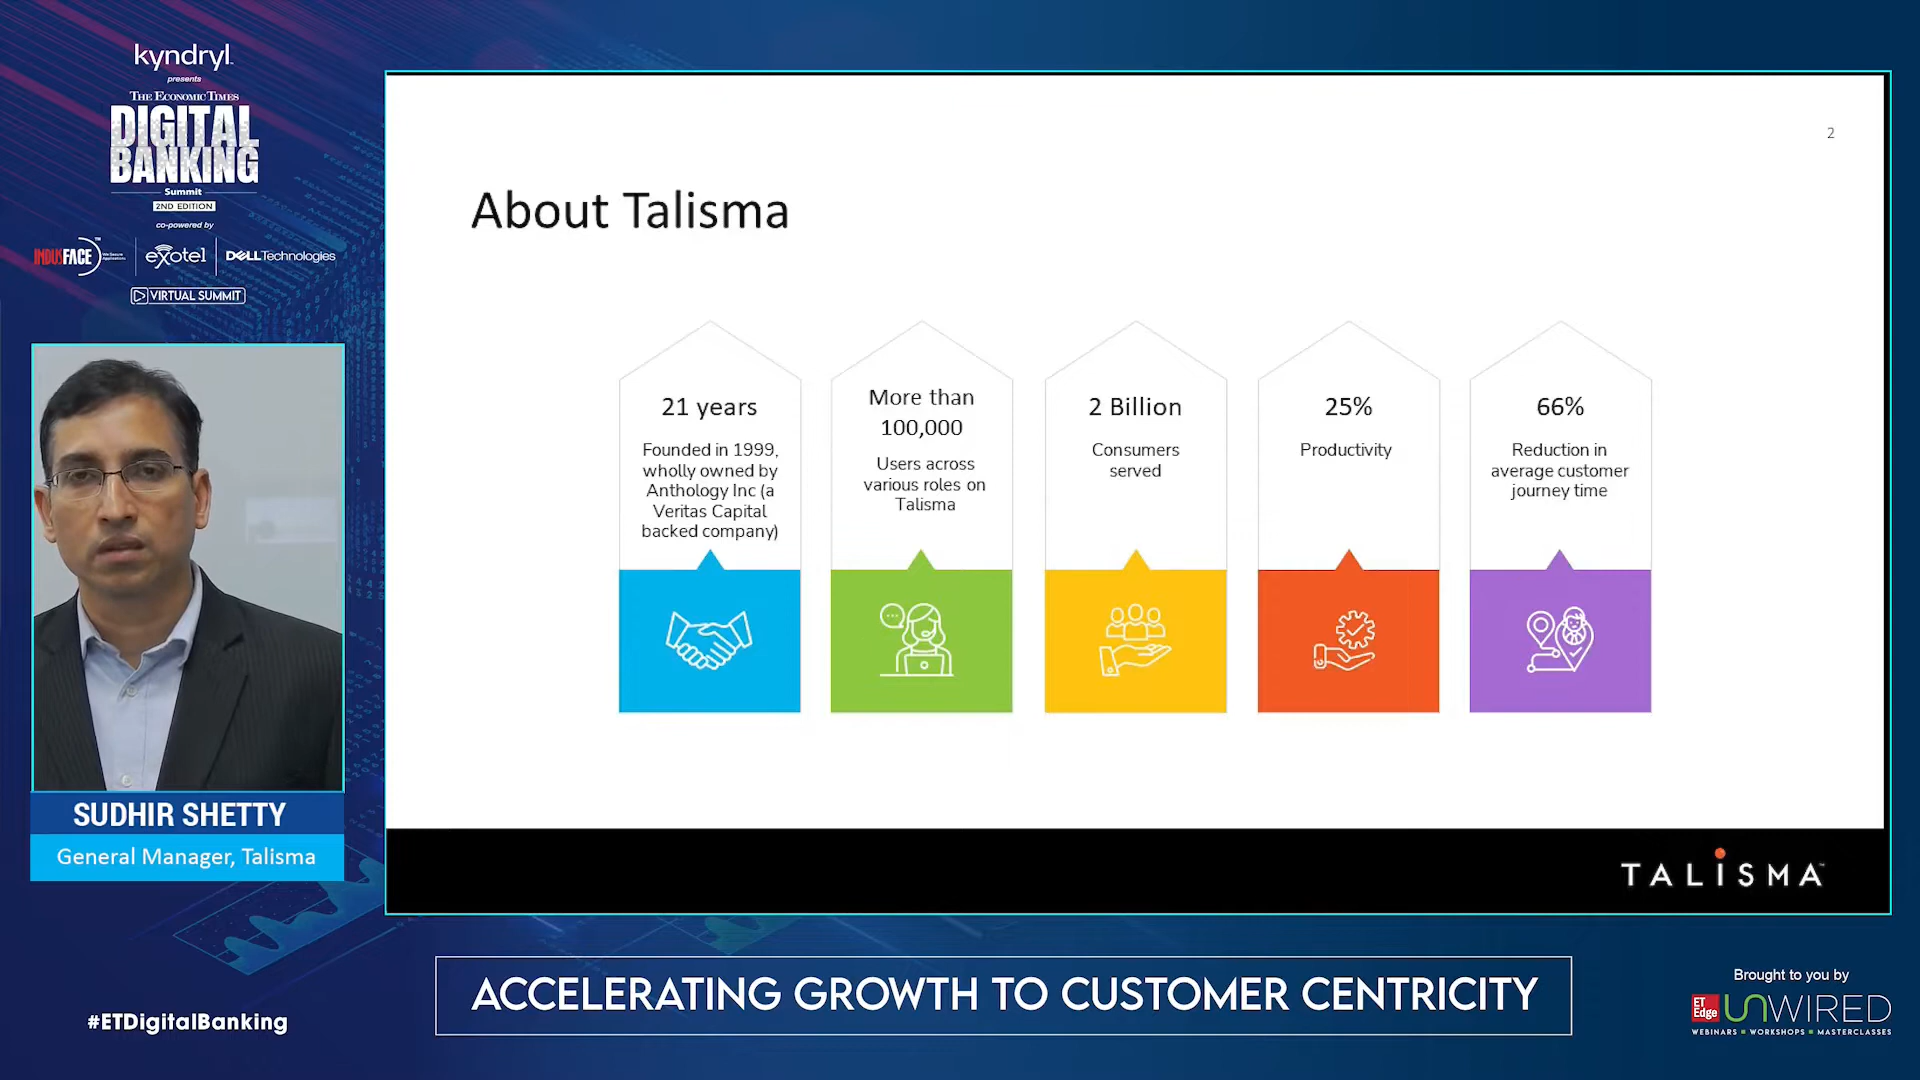 kyndryl
presents
THE ECONOMIC TIMES
DIGITAL
BANKING
Summit
2ND EDITION
co-powered by
INDUSFACE™
exotel
DELLTechnologies
VIRTUAL SUMMIT
SUDHIR SHETTY
General Manager, Talisma
#ETDigitalBanking
2
About Talisma
21 years
Founded in 1999,
wholly owned by
Anthology Inc (a
Veritas Capital
backed company)
More than
100,000
Users across
various roles on
Talisma
2 Billion
Consumers
served
25%
Productivity
66%
Reduction in
average customer
journey time
TALISMA™
ACCELERATING GROWTH TO CUSTOMER CENTRICITY
Brought to you by
ET
Edge
UNWIRED
WEBINARS ▪ WORKSHOPS ▪ MASTERCLASSES